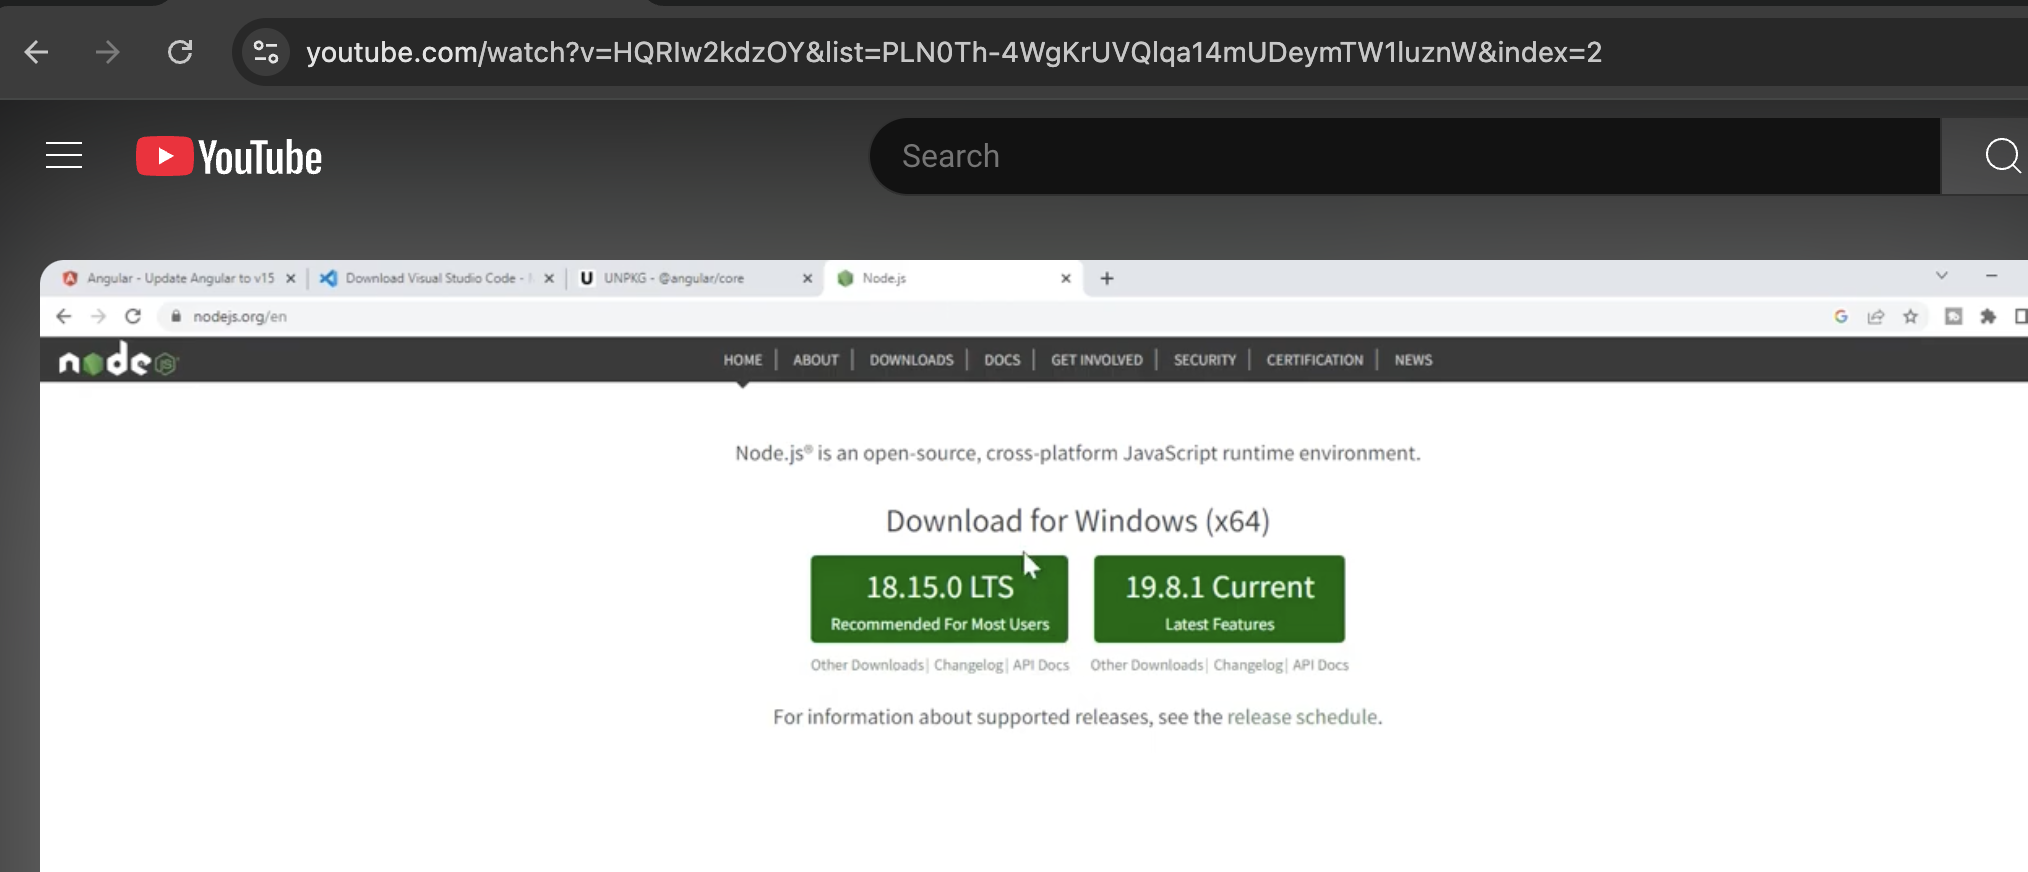 youtube.com/watch?v=HQRIw2kdzOY&list=PLN0Th-4WgKrUVQlqa14mUDeymTW1luznW&index=2
YouTube
Search
Angular - Update Angular to v15
Download Visual Studio Code -
UNPKG - @angular/core
Node.js
nodejs.org/en
node JS
HOME | ABOUT | DOWNLOADS | DOCS | GET INVOLVED | SECURITY | CERTIFICATION | NEWS
Node.js® is an open-source, cross-platform JavaScript runtime environment.
Download for Windows (x64)
18.15.0 LTS
Recommended For Most Users
19.8.1 Current
Latest Features
Other Downloads | Changelog | API Docs
Other Downloads | Changelog | API Docs
For information about supported releases, see the release schedule.